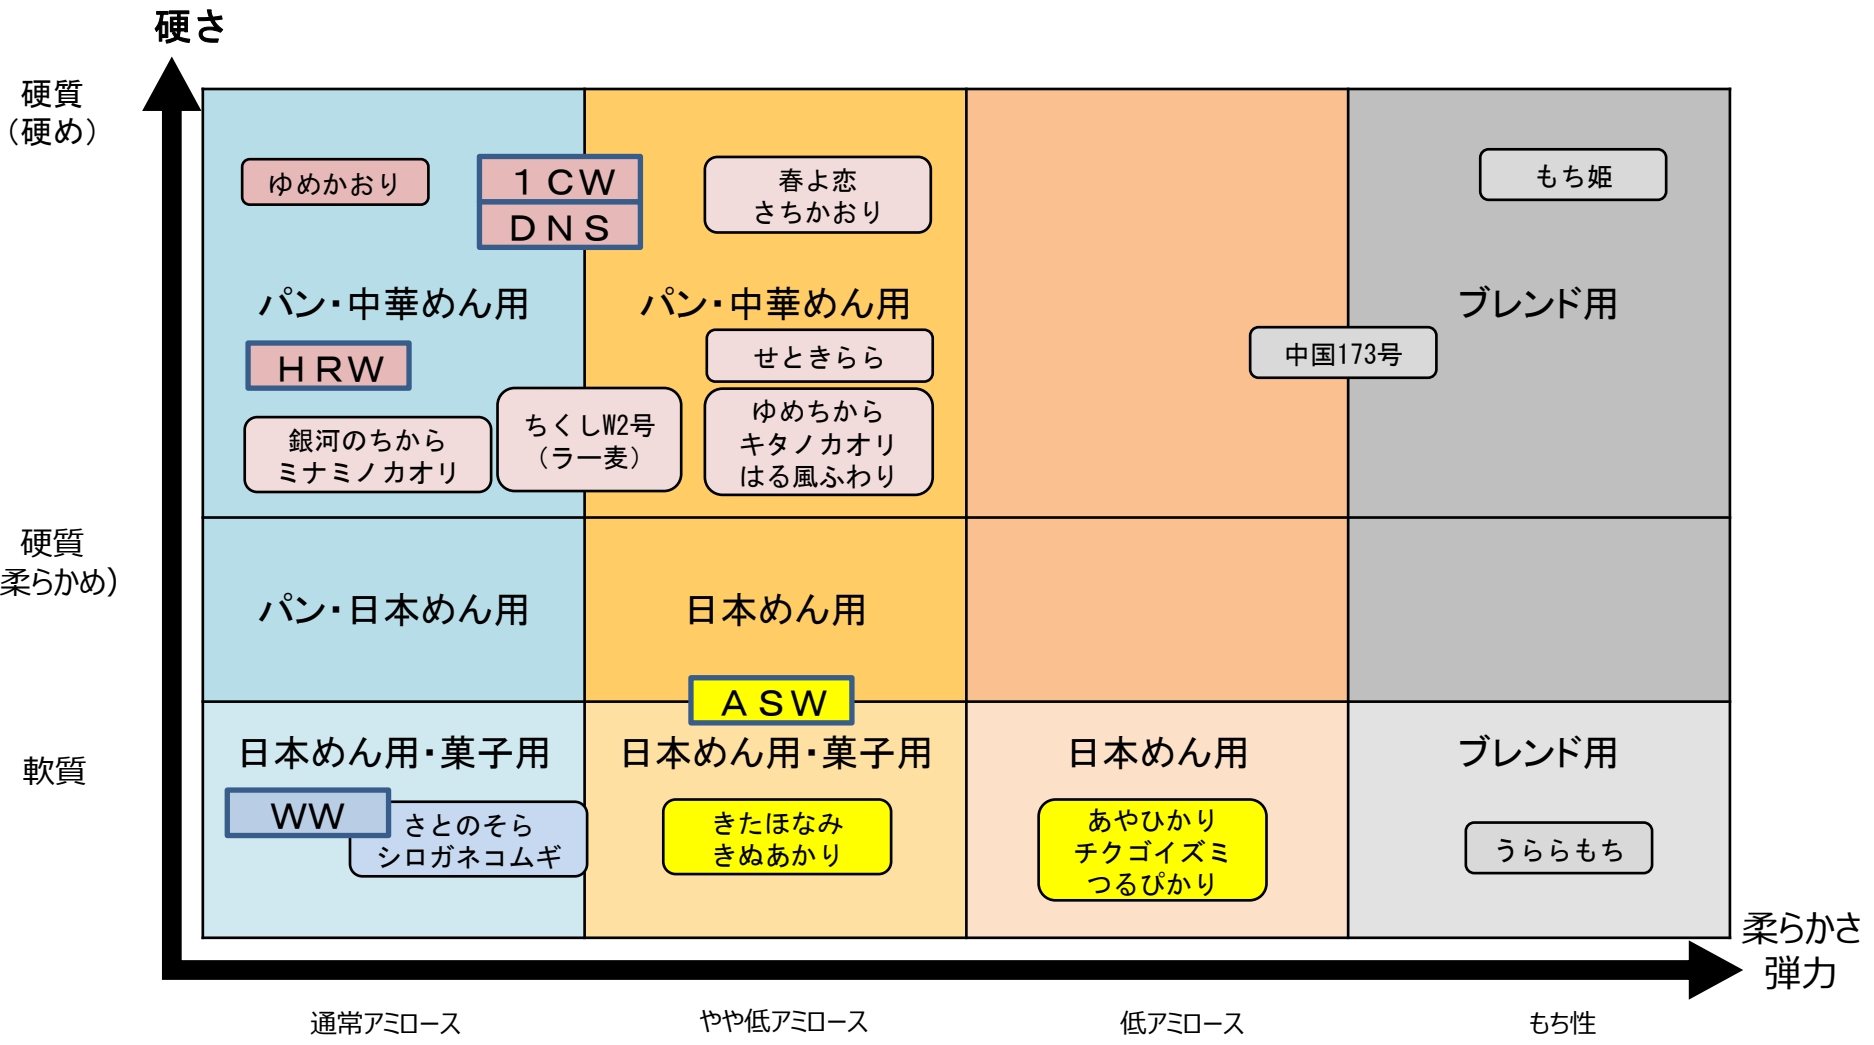 硬さ
硬質
（硬め）
ゆめかおり
１ＣＷ
ＤＮＳ
春よ恋
さちかおり
もち姫
パン・中華めん用
パン・中華めん用
ブレンド用
ＨＲＷ
せときらら
中国173号
銀河のちから
ミナミノカオリ
ちくしW2号
（ラー麦）
ゆめちから
キタノカオリ
はる風ふわり
硬質
柔らかめ）
パン・日本めん用
日本めん用
ＡＳＷ
軟質
日本めん用・菓子用
日本めん用・菓子用
日本めん用
ブレンド用
ＷＷ
さとのそら
シロガネコムギ
きたほなみ
きぬあかり
あやひかり
チクゴイズミ
つるぴかり
うららもち
柔らかさ
弾力
通常アミロース
やや低アミロース
低アミロース
もち性